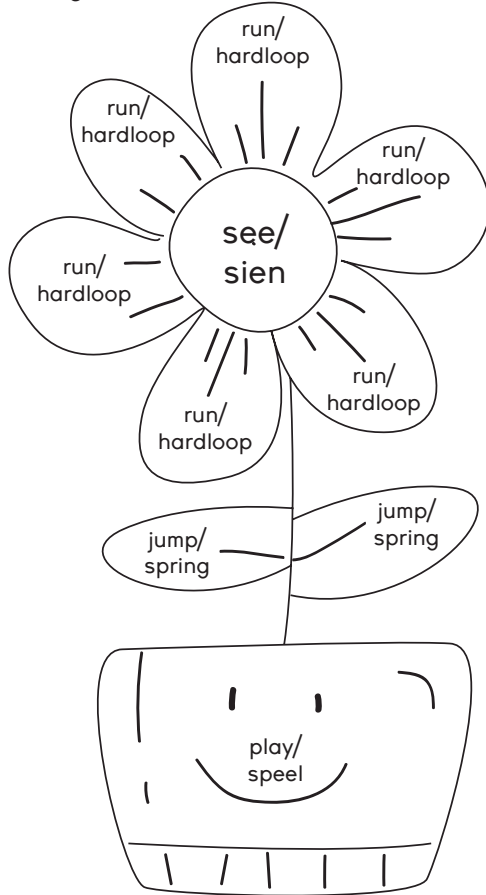 run/
hardloop
run/
hardloop
run/
hardloop
see/
sien
run/
hardloop
run/
hardloop
run/
hardloop
jump/
spring
jump/
spring
play/
speel